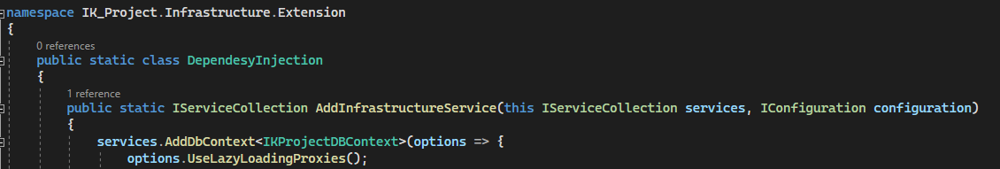 namespace IK_Project.Infrastructure.Extension
{
0 references
public static class DependesyInjection
{
1 reference
public static IServiceCollection AddInfrastructureService(this IServiceCollection services, IConfiguration configuration)
{
services.AddDbContext<IKProjectDBContext>(options => {
options.UseLazyLoadingProxies();